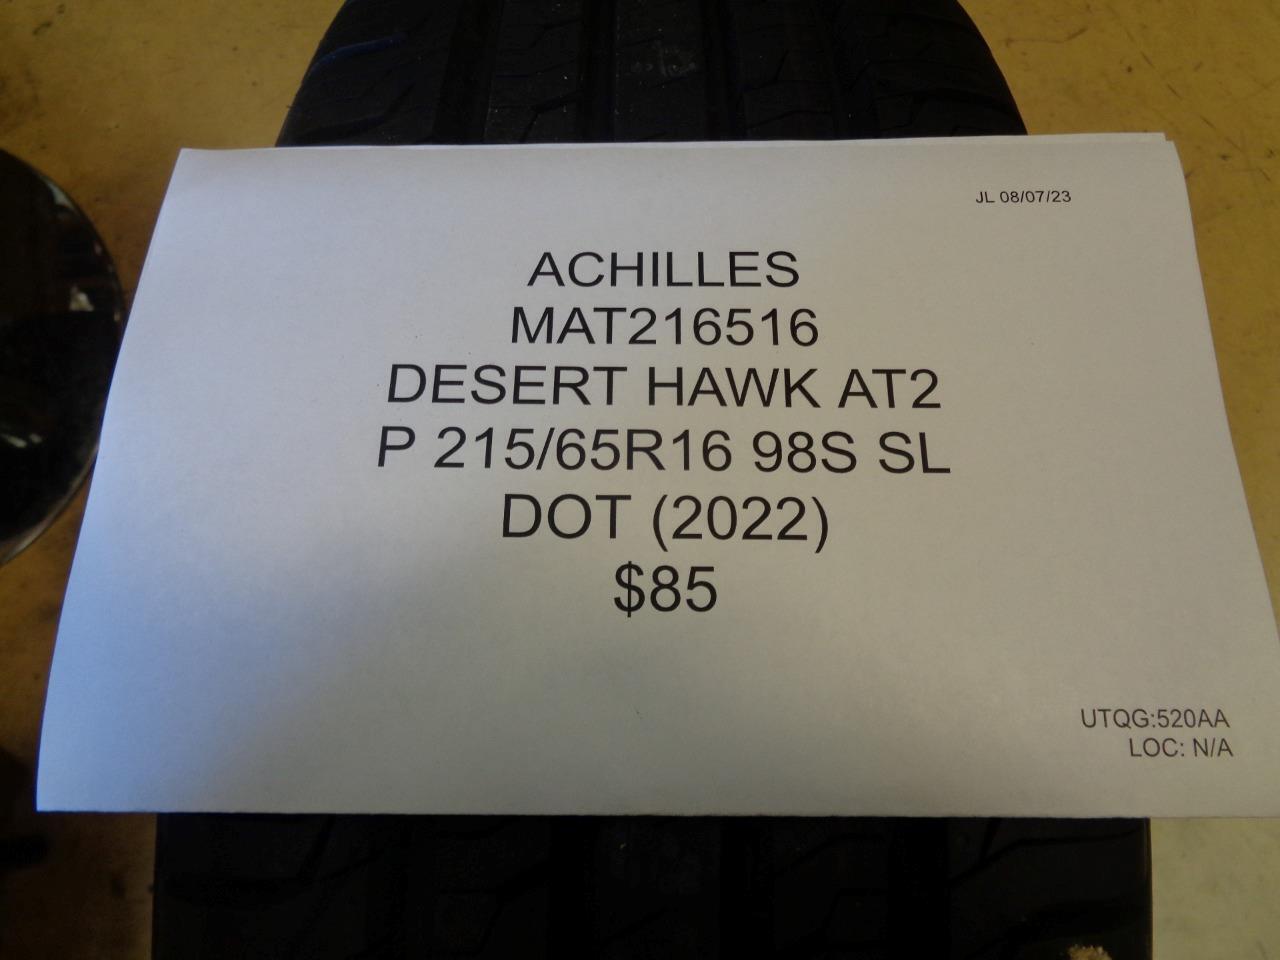 JL 08/07/23
ACHILLES
MAT216516
DESERT HAWK AT2
P 215/65R16 98S SL
DOT (2022)
$85
UTQG:520AA
LOC: N/A